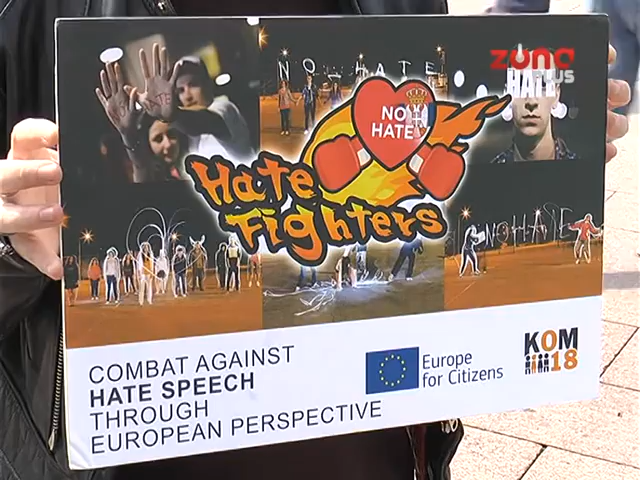 zona
PLUS
NO HATE
HATE
NO
HATE
Hate
Fighters
NO HATE
COMBAT AGAINST
HATE SPEECH
THROUGH
EUROPEAN PERSPECTIVE
Europe
for Citizens
KOM
18